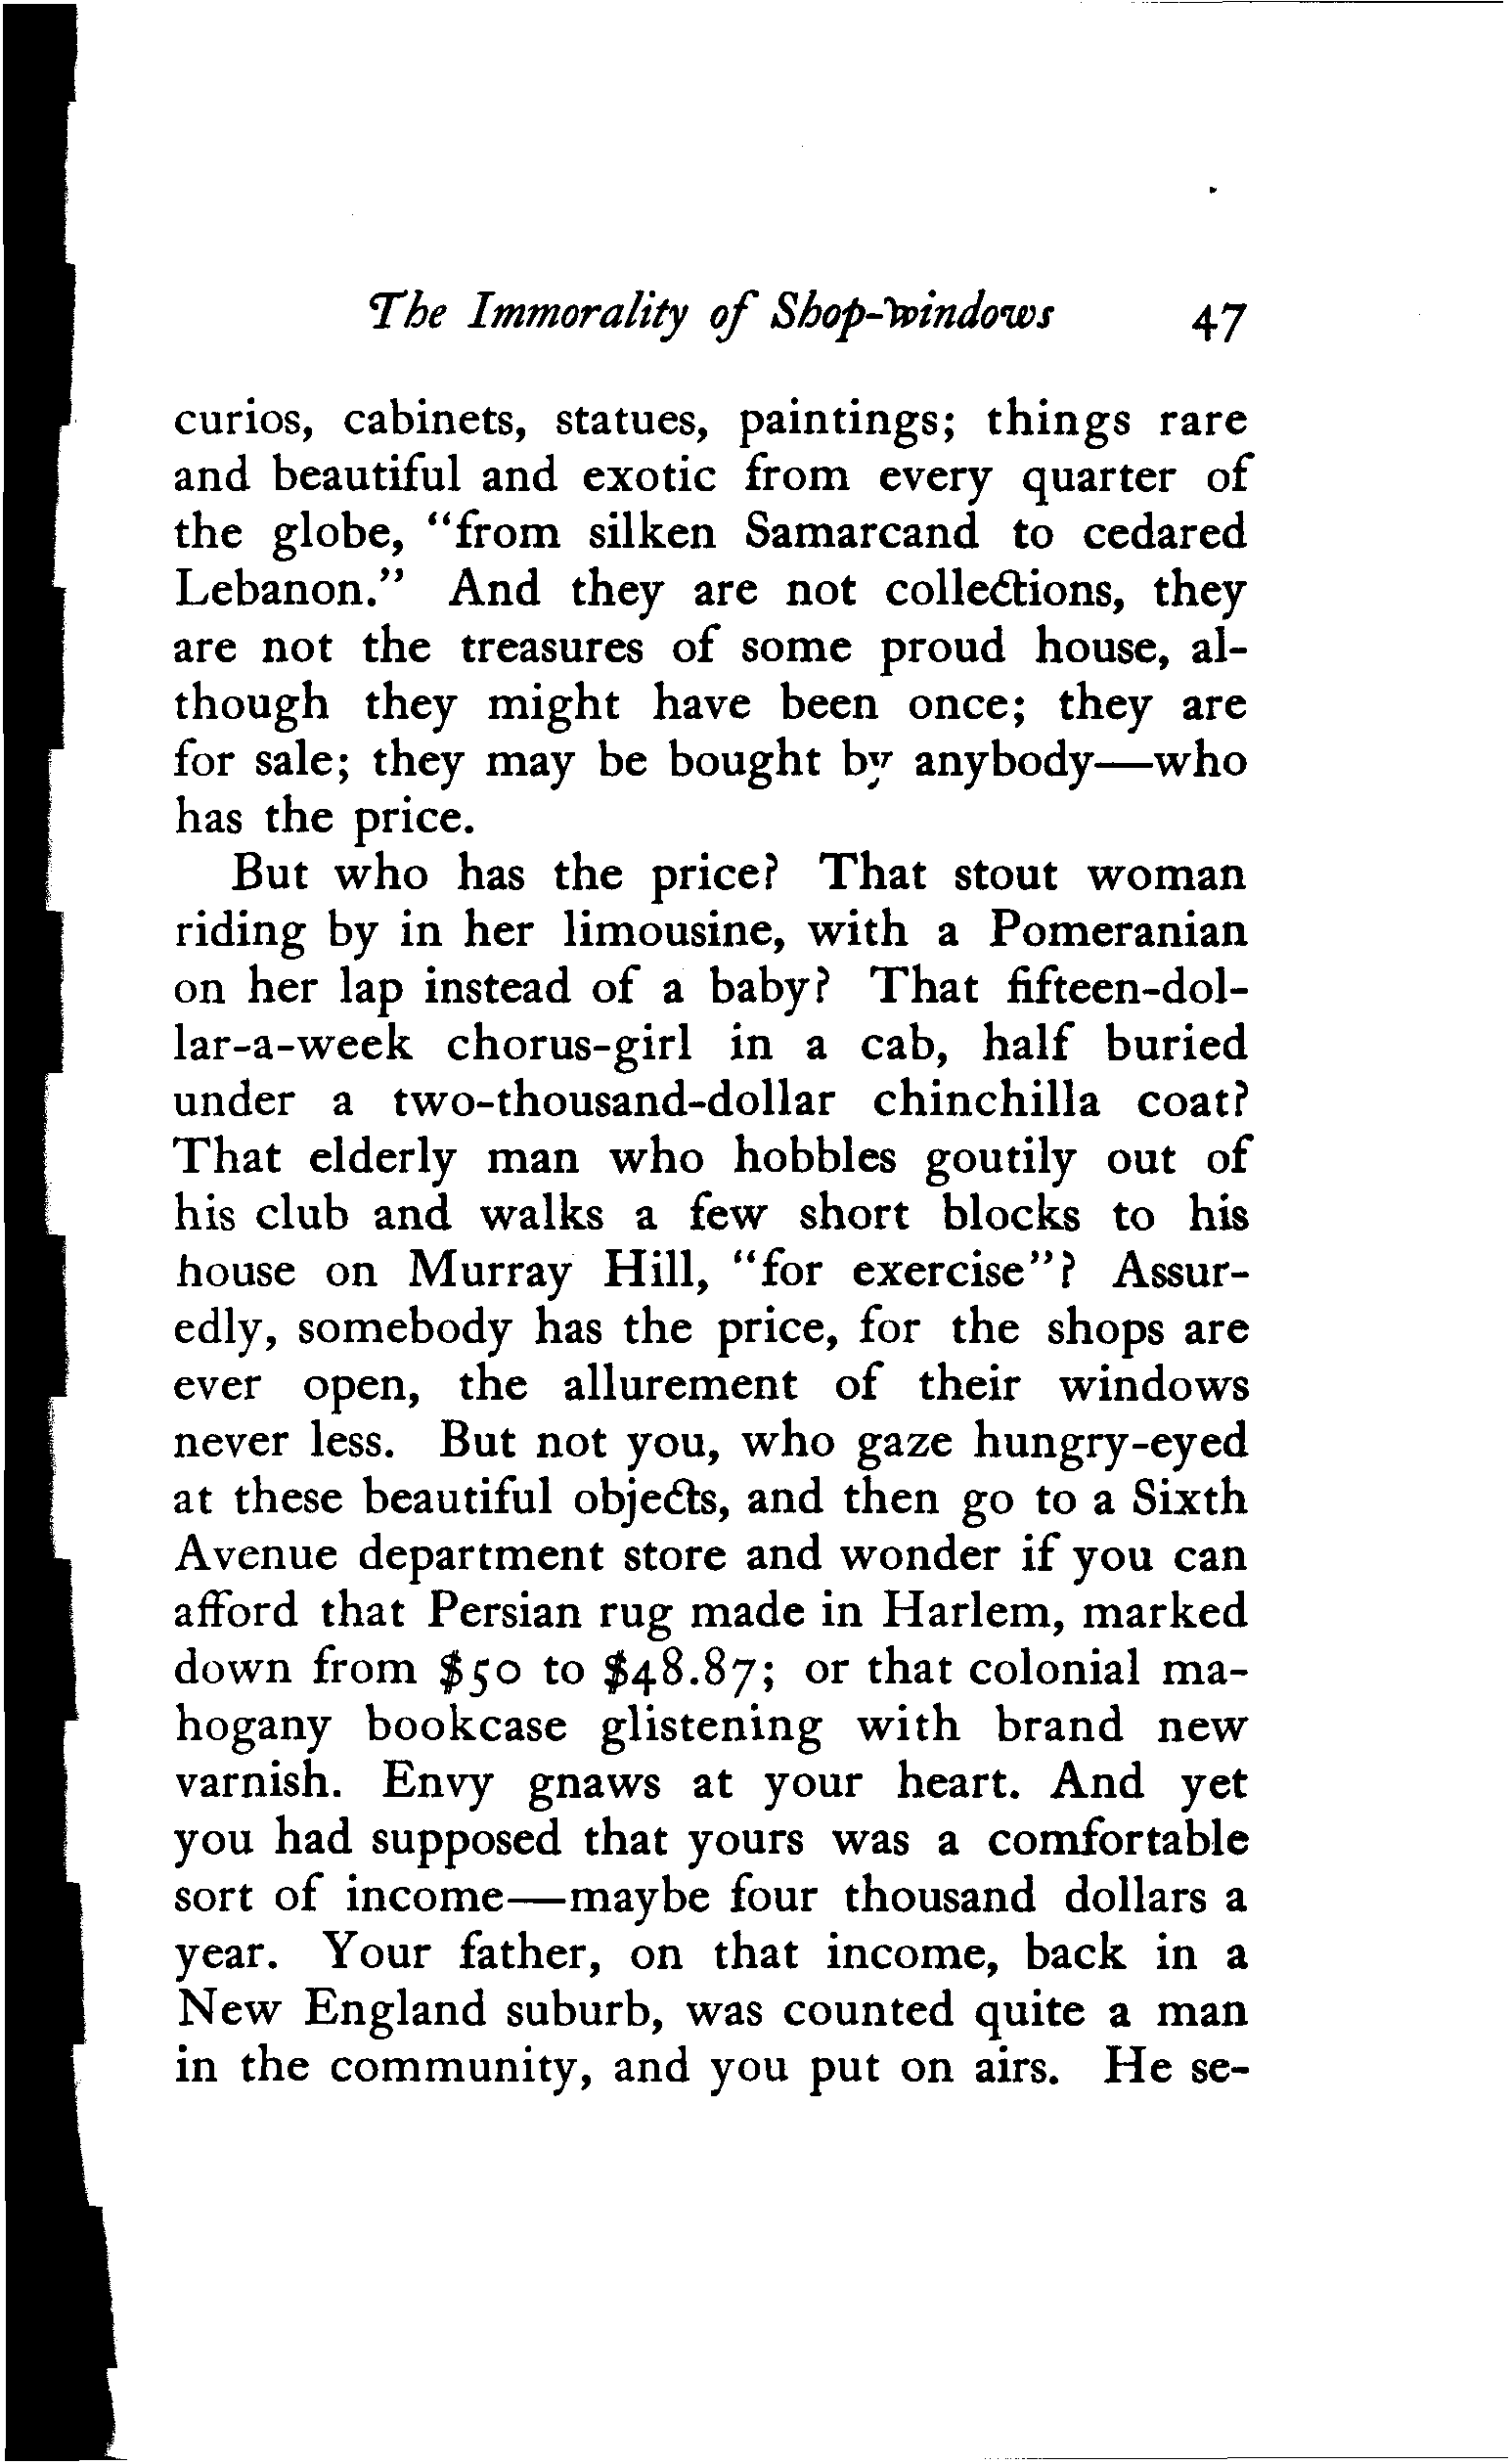 The Immorality of Shop-windows 47
curios, cabinets, statues, paintings; things rare
and beautiful and exotic from every quarter of
the globe, "from silken Samarcand to cedared
Lebanon." And they are not collections, they
are not the treasures of some proud house, al-
though they might have been once; they are
for sale; they may be bought by anybody—who
has the price.
But who has the price? That stout woman
riding by in her limousine, with a Pomeranian
on her lap instead of a baby? That fifteen-dol-
lar-a-week chorus-girl in a cab, half buried
under a two-thousand-dollar chinchilla coat?
That elderly man who hobbles goutily out of
his club and walks a few short blocks to his
house on Murray Hill, "for exercise"? Assur-
edly, somebody has the price, for the shops are
ever open, the allurement of their windows
never less. But not you, who gaze hungry-eyed
at these beautiful objects, and then go to a Sixth
Avenue department store and wonder if you can
afford that Persian rug made in Harlem, marked
down from $50 to $48.87; or that colonial ma-
hogany bookcase glistening with brand new
varnish. Envy gnaws at your heart. And yet
you had supposed that yours was a comfortable
sort of income—maybe four thousand dollars a
year. Your father, on that income, back in a
New England suburb, was counted quite a man
in the community, and you put on airs. He se-